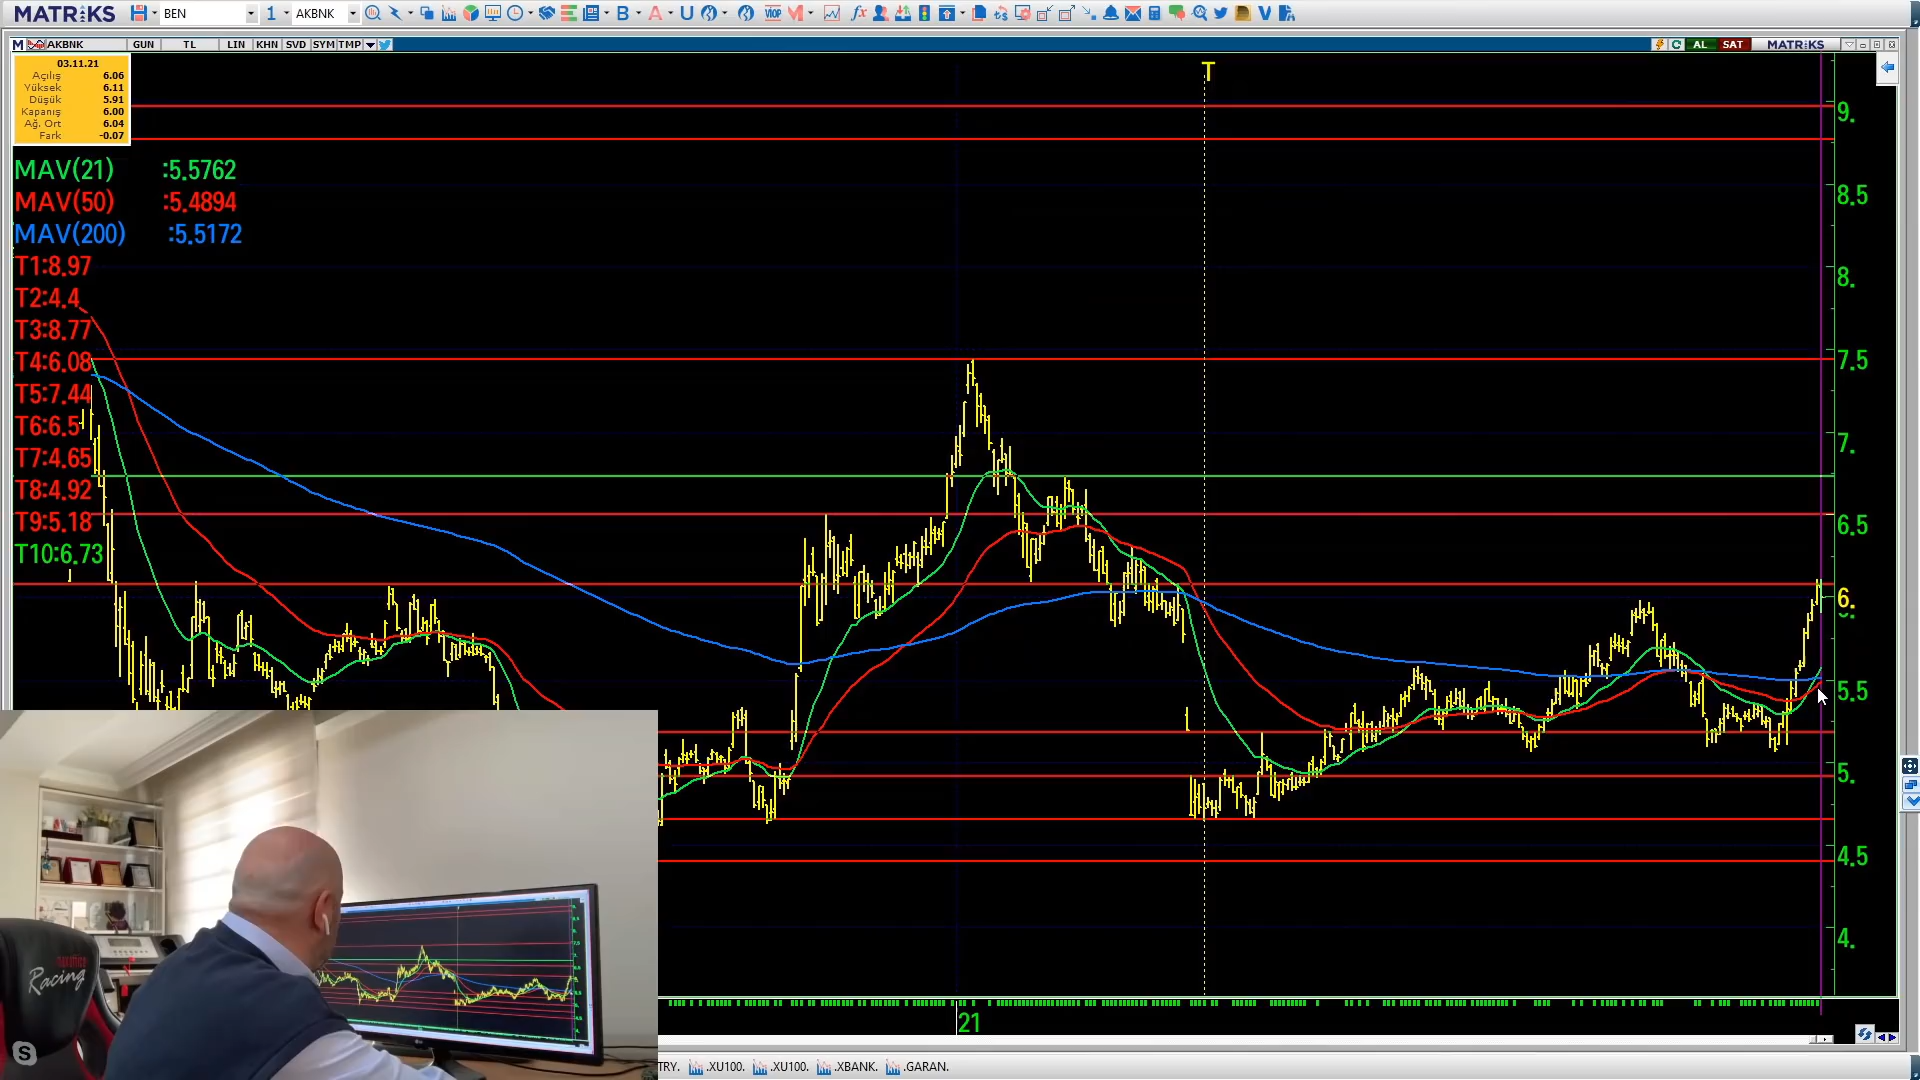 MATRIKS BEN 1 AKBNK B A U VIOP fx V
M AKBNK GUN TL LIN KHN SVD SYM TMP AL SAT MATRIKS
03.11.21
Açılış 6.06
Yüksek 6.11
Düşük 5.91
Kapanış 6.00
Ağ. Ort 6.04
Fark -0.07
MAV(21) :5.5762
MAV(50) :5.4894
MAV(200) :5.5172
T1:8.97
T2:4.4
T3:8.77
T4:6.08
T5:7.44
T6:6.5
T7:4.65
T8:4.92
T9:5.18
T10:6.73
T
9.
8.5
8.
7.5
7.
6.5
6.
5.5
5.
4.5
4.
21
Racing
S
TRY. .XU100. .XU100. .XBANK. .GARAN.